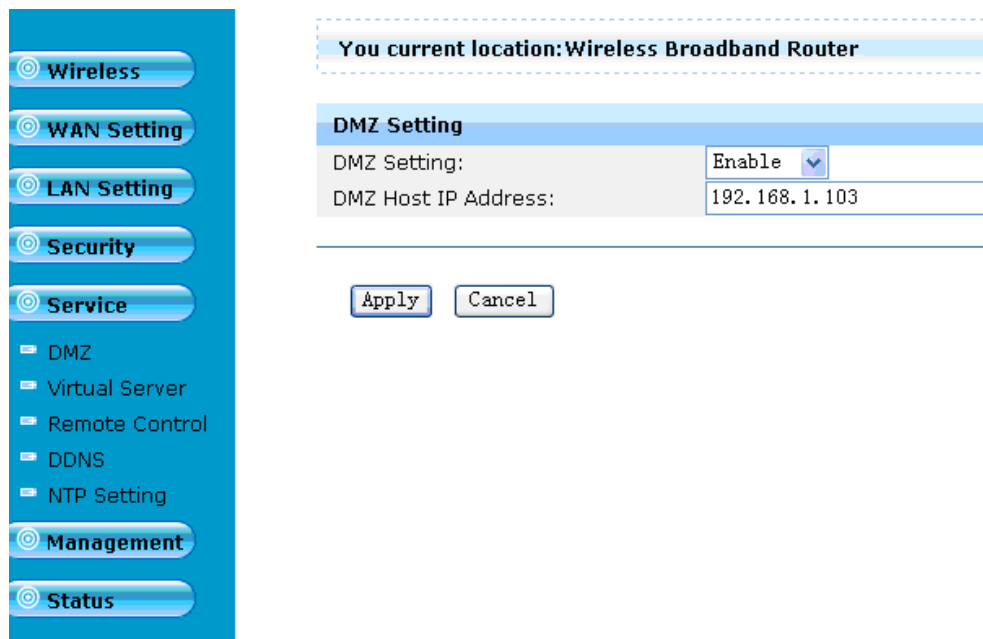 Wireless
WAN Setting
LAN Setting
Security
Service
DMZ
Virtual Server
Remote Control
DDNS
NTP Setting
Management
Status
You current location:Wireless Broadband Router
DMZ Setting
DMZ Setting: Enable
DMZ Host IP Address: 192.168.1.103
Apply Cancel